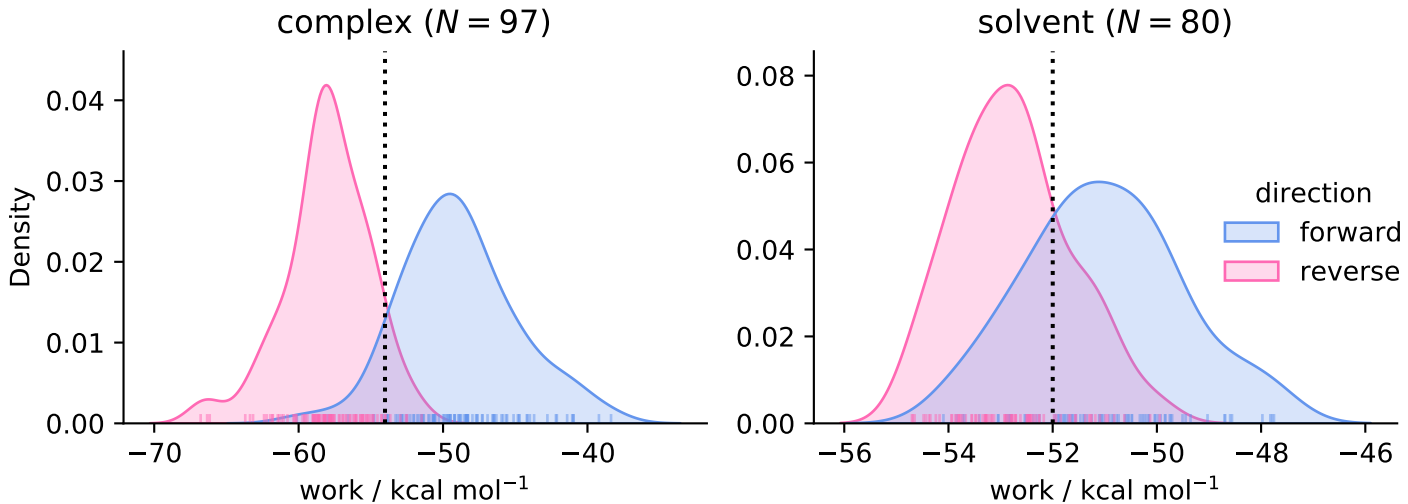 complex (N = 97)
Density
0.04
0.03
0.02
0.01
0.00
−70
−60
−50
−40
work / kcal mol⁻¹
solvent (N = 80)
0.08
0.06
0.04
0.02
0.00
−56
−54
−52
−50
−48
−46
work / kcal mol⁻¹
direction
forward
reverse